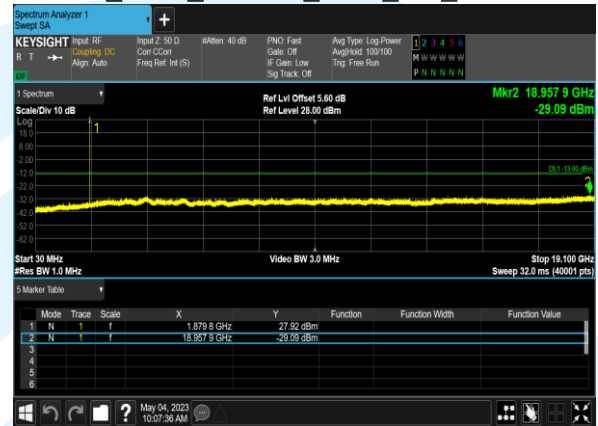 Spectrum Analyzer 1
Swept SA
+
KEYSIGHT Input: RF Input Z: 50 Ω #Atten: 40 dB PNO: Fast Avg Type: Log-Power 1 2 3 4 5 6
R T Coupling: DC Corr CCorr Gate: Off Avg|Hold: 100/100 M W W W W W
Align: Auto Freq Ref: Int (S) IF Gain: Low Trig: Free Run P N N N N N
Sig Track: Off
LXI
1 Spectrum Ref Lvl Offset 5.60 dB Mkr2 18.957 9 GHz
Scale/Div 10 dB Ref Level 28.00 dBm -29.09 dBm
Log
1
18.0
8.00
-2.00
DL1 -13.00 dBm
-12.0
2
-22.0
-32.0
-42.0
-52.0
-62.0
Start 30 MHz Video BW 3.0 MHz Stop 19.100 GHz
#Res BW 1.0 MHz Sweep 32.0 ms (40001 pts)
5 Marker Table
Mode Trace Scale X Y Function Function Width Function Value
1 N 1 f 1.879 8 GHz 27.92 dBm
2 N 1 f 18.957 9 GHz -29.09 dBm
3
4
5
6
? May 04, 2023
10:07:36 AM